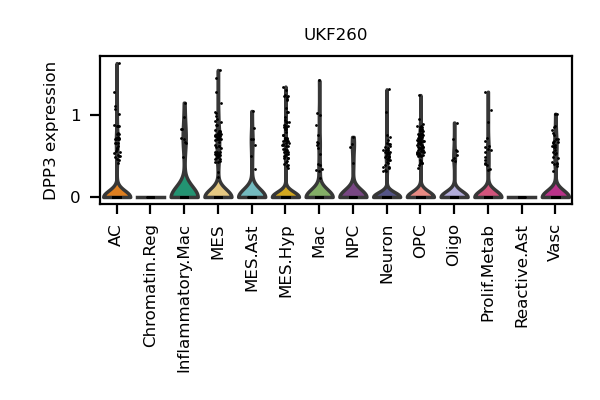 UKF260
DPP3 expression
1
0
AC
Chromatin.Reg
Inflammatory.Mac
MES
MES.Ast
MES.Hyp
Mac
NPC
Neuron
OPC
Oligo
Prolif.Metab
Reactive.Ast
Vasc